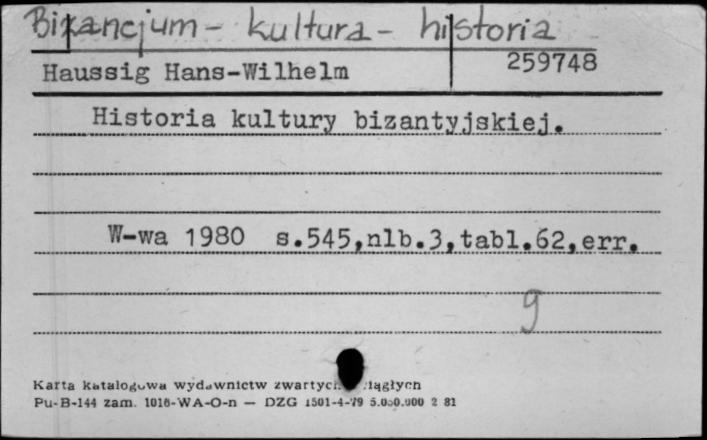 Bizancjum - kultura - historia
Haussig Hans-Wilhelm 259748
Historia kultury bizantyjskiej.
W-wa 1980 s.545,nlb.3,tabl.62,err.
9
Karta katalogowa wydawnictw zwartych
Pu-B-144 zam. 1016-WA-O-n — DZG 1501-4-79 5.000.000 2 81